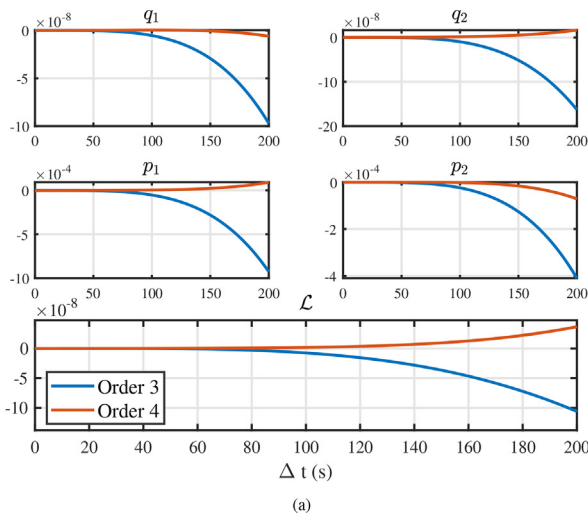 ×10⁻⁸ q₁ ×10⁻⁸ q₂
0 0
-5 -10
-10 -20
0 50 100 150 200 0 50 100 150 200
×10⁻⁴ p₁ ×10⁻⁴ p₂
0 0
-5 -2
-10 -4
0 50 100 150 200 0 50 100 150 200
×10⁻⁸ ℒ
0
-5
-10
Order 3
Order 4
0 20 40 60 80 100 120 140 160 180 200
Δ t (s)
(a)